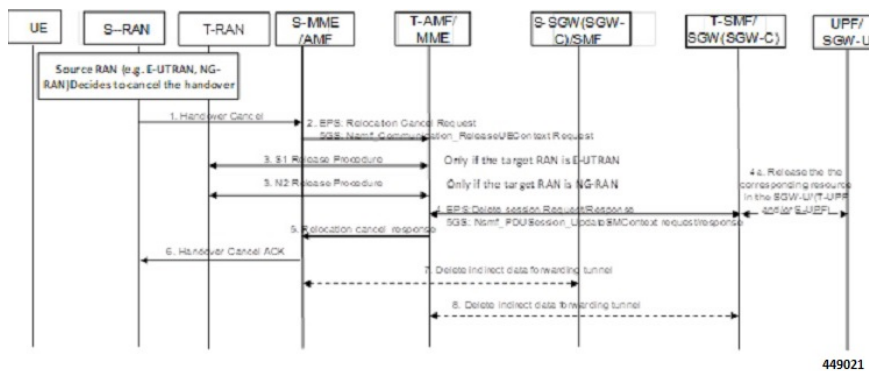 UE
S--RAN
T-RAN
S-MME
/AMF
T-AMF/
MME
S-SGW(SGW-
C)/SMF
T-SMF/
SGW(SGW-C)
UPF/
SGW-U
Source RAN (e.g. E-UTRAN, NG-
RAN)Decides to cancel the handover
1. Handover Cancel
2. EPS: Relocation Cancel Request
5GS: Namf_Communication_ReleaseUEContext Request
3. S1 Release Procedure
Only if the target RAN is E-UTRAN
3. N2 Release Procedure
Only if the target RAN is NG-RAN
4a. Release the the
corresponding resource
in the SGW-U/(T-UPF
and/or S-UPF)
4. EPS:Delete session Request/Response
5GS: Nsmf_PDUSession_UpdateSMContext request/response
5. Relocation cancel response
6. Handover Cancel ACK
7. Delete indirect data forwarding tunnel
8. Delete indirect data forwarding tunnel
449021